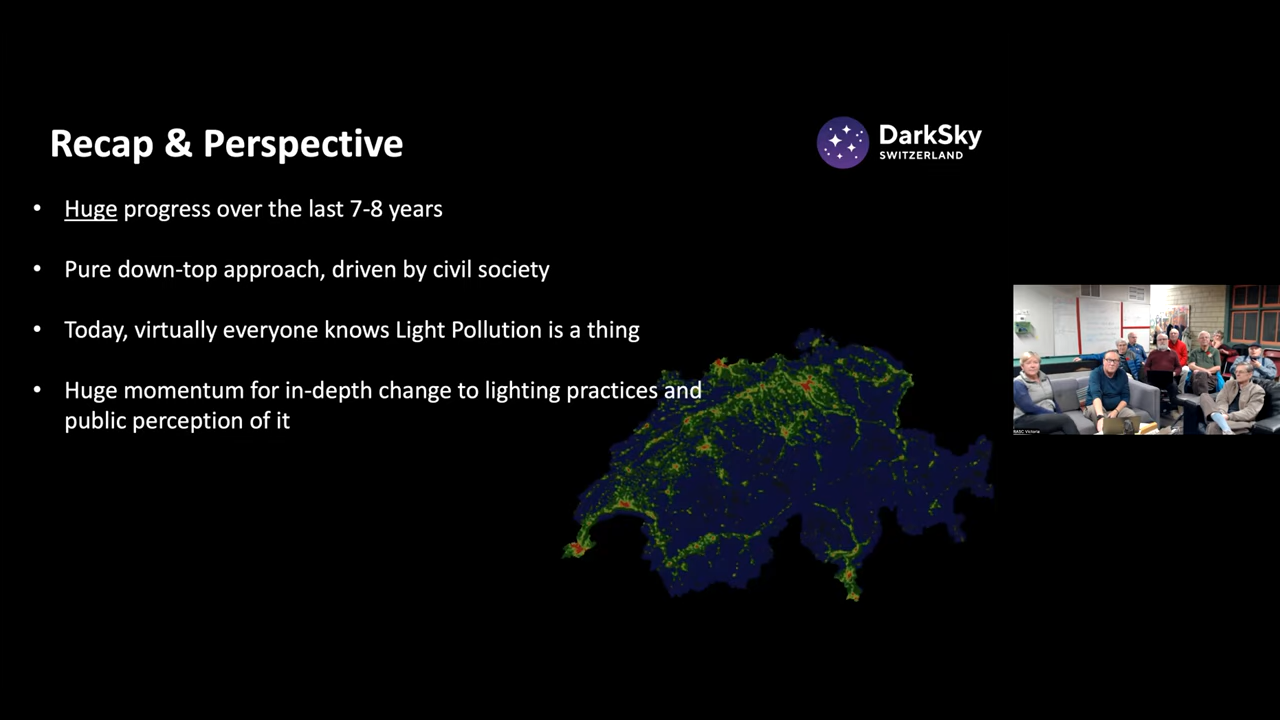 Recap & Perspective
DarkSky
SWITZERLAND
• Huge progress over the last 7-8 years
• Pure down-top approach, driven by civil society
• Today, virtually everyone knows Light Pollution is a thing
• Huge momentum for in-depth change to lighting practices and
public perception of it
RASC Victoria